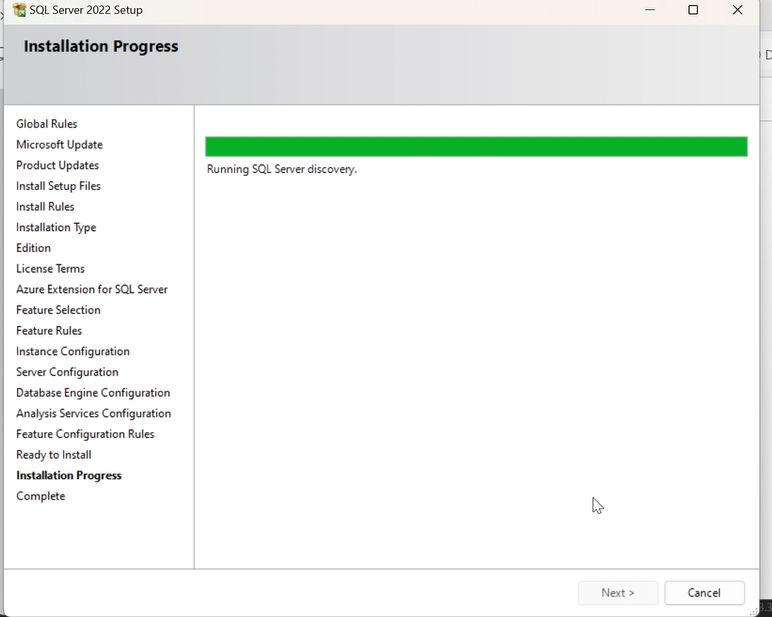 SQL Server 2022 Setup
Installation Progress
Global Rules
Microsoft Update
Product Updates
Install Setup Files
Install Rules
Installation Type
Edition
License Terms
Azure Extension for SQL Server
Feature Selection
Feature Rules
Instance Configuration
Server Configuration
Database Engine Configuration
Analysis Services Configuration
Feature Configuration Rules
Ready to Install
Installation Progress
Complete
Running SQL Server discovery.
Next >
Cancel